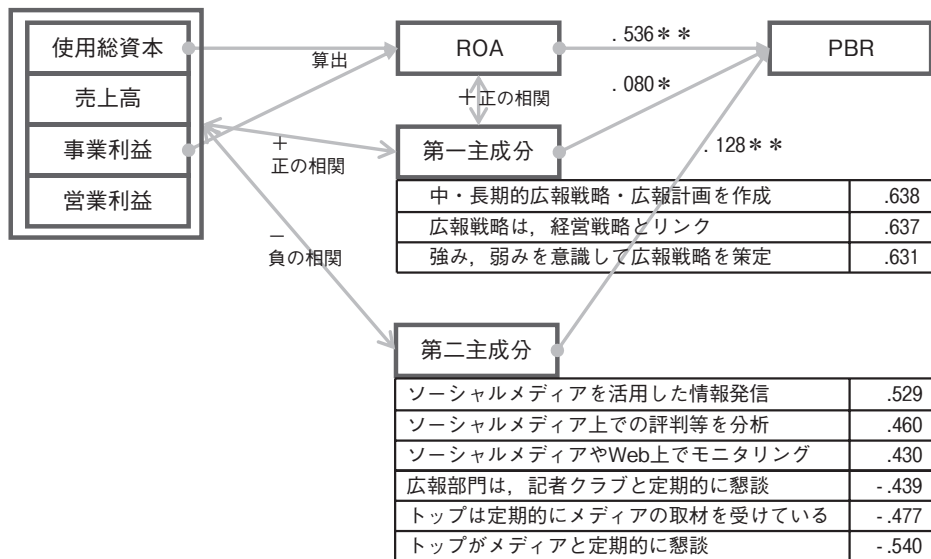 使用総資本
売上高
事業利益
営業利益
算出
ROA
.536＊＊
PBR
＋正の相関
.080＊
＋
正の相関
第一主成分
.128＊＊
中・長期的広報戦略・広報計画を作成 .638
広報戦略は，経営戦略とリンク .637
強み，弱みを意識して広報戦略を策定 .631
－
負の相関
第二主成分
ソーシャルメディアを活用した情報発信 .529
ソーシャルメディア上での評判等を分析 .460
ソーシャルメディアやWeb上でモニタリング .430
広報部門は，記者クラブと定期的に懇談 -.439
トップは定期的にメディアの取材を受けている -.477
トップがメディアと定期的に懇談 -.540